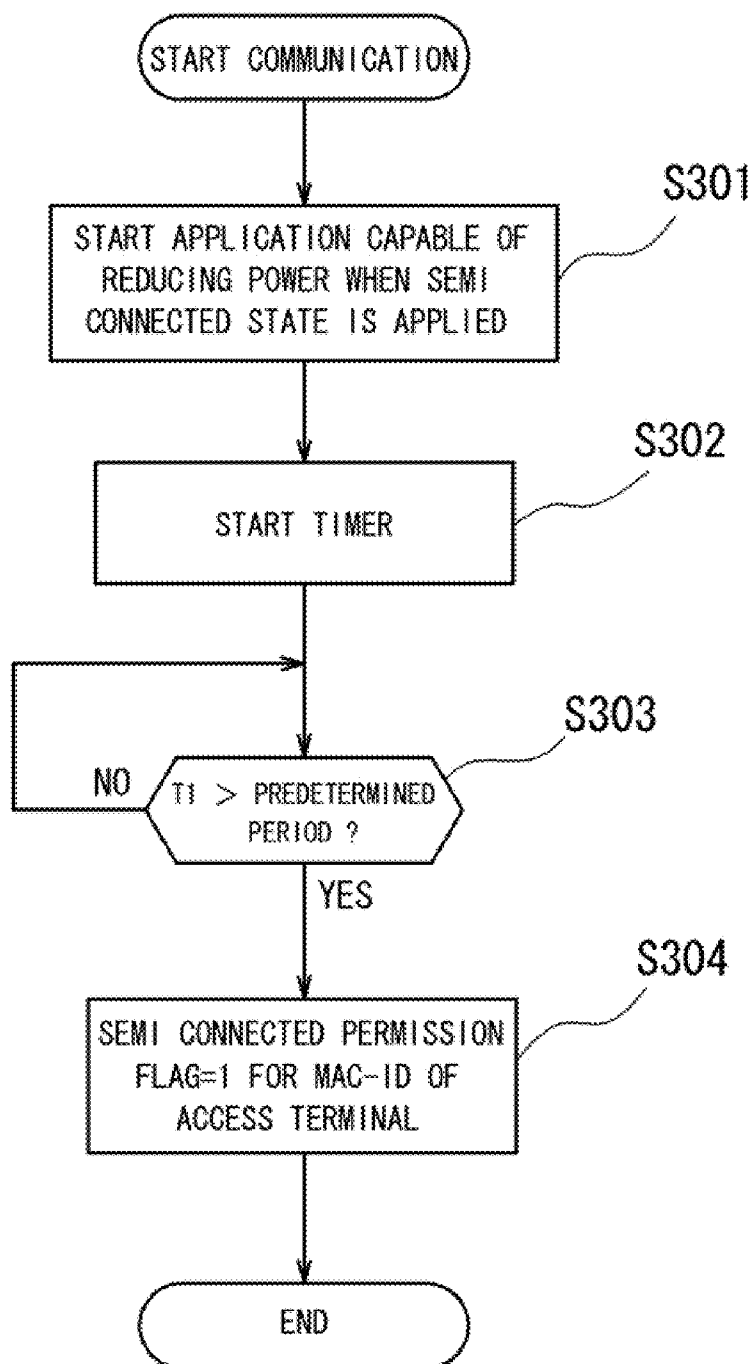 START COMMUNICATION
S301
START APPLICATION CAPABLE OF
REDUCING POWER WHEN SEMI
CONNECTED STATE IS APPLIED
S302
START TIMER
S303
NO
T1 > PREDETERMINED
PERIOD ?
YES
S304
SEMI CONNECTED PERMISSION
FLAG=1 FOR MAC-ID OF
ACCESS TERMINAL
END